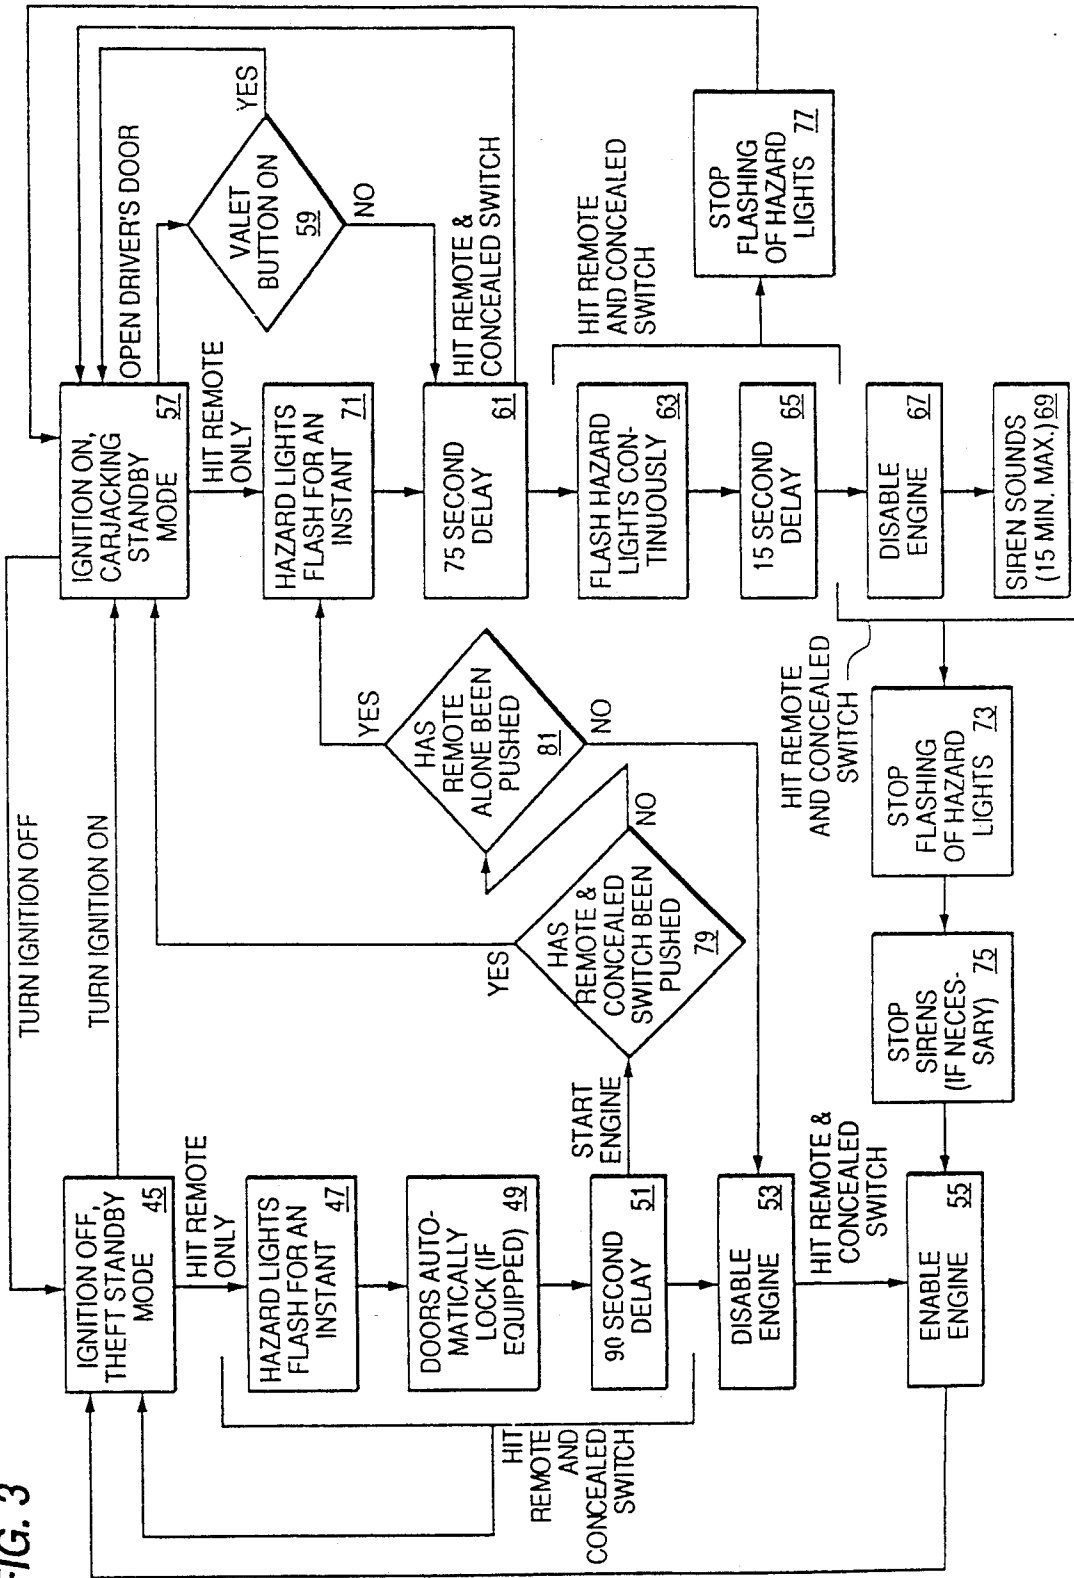 FIG. 3
TURN IGNITION OFF
TURN IGNITION ON
IGNITION OFF,
THEFT STANDBY
MODE 45
HIT REMOTE
ONLY
HAZARD LIGHTS
FLASH FOR AN
INSTANT 47
DOORS AUTO-
MATICALLY
LOCK (IF
EQUIPPED) 49
90 SECOND
DELAY 51
START
ENGINE
HIT
REMOTE
AND
CONCEALED
SWITCH
DISABLE
ENGINE 53
HIT REMOTE &
CONCEALED
SWITCH
ENABLE
ENGINE 55
HAS
REMOTE &
CONCEALED
SWITCH BEEN
PUSHED
79
YES
NO
HAS
REMOTE
ALONE BEEN
PUSHED
81
YES
NO
IGNITION ON,
CARJACKING
STANDBY
MODE 57
OPEN DRIVER'S DOOR
VALET
BUTTON ON
59
YES
NO
HIT REMOTE
ONLY
HAZARD LIGHTS
FLASH FOR AN
INSTANT 71
75 SECOND
DELAY 61
HIT REMOTE &
CONCEALED SWITCH
FLASH HAZARD
LIGHTS CON-
TINUOUSLY 63
15 SECOND
DELAY 65
HIT REMOTE
AND CONCEALED
SWITCH
STOP
FLASHING
OF HAZARD
LIGHTS 77
DISABLE
ENGINE 67
SIREN SOUNDS
(15 MIN. MAX.) 69
HIT REMOTE
AND CONCEALED
SWITCH
STOP
FLASHING
OF HAZARD
LIGHTS 73
STOP
SIRENS
(IF NECES-
SARY) 75